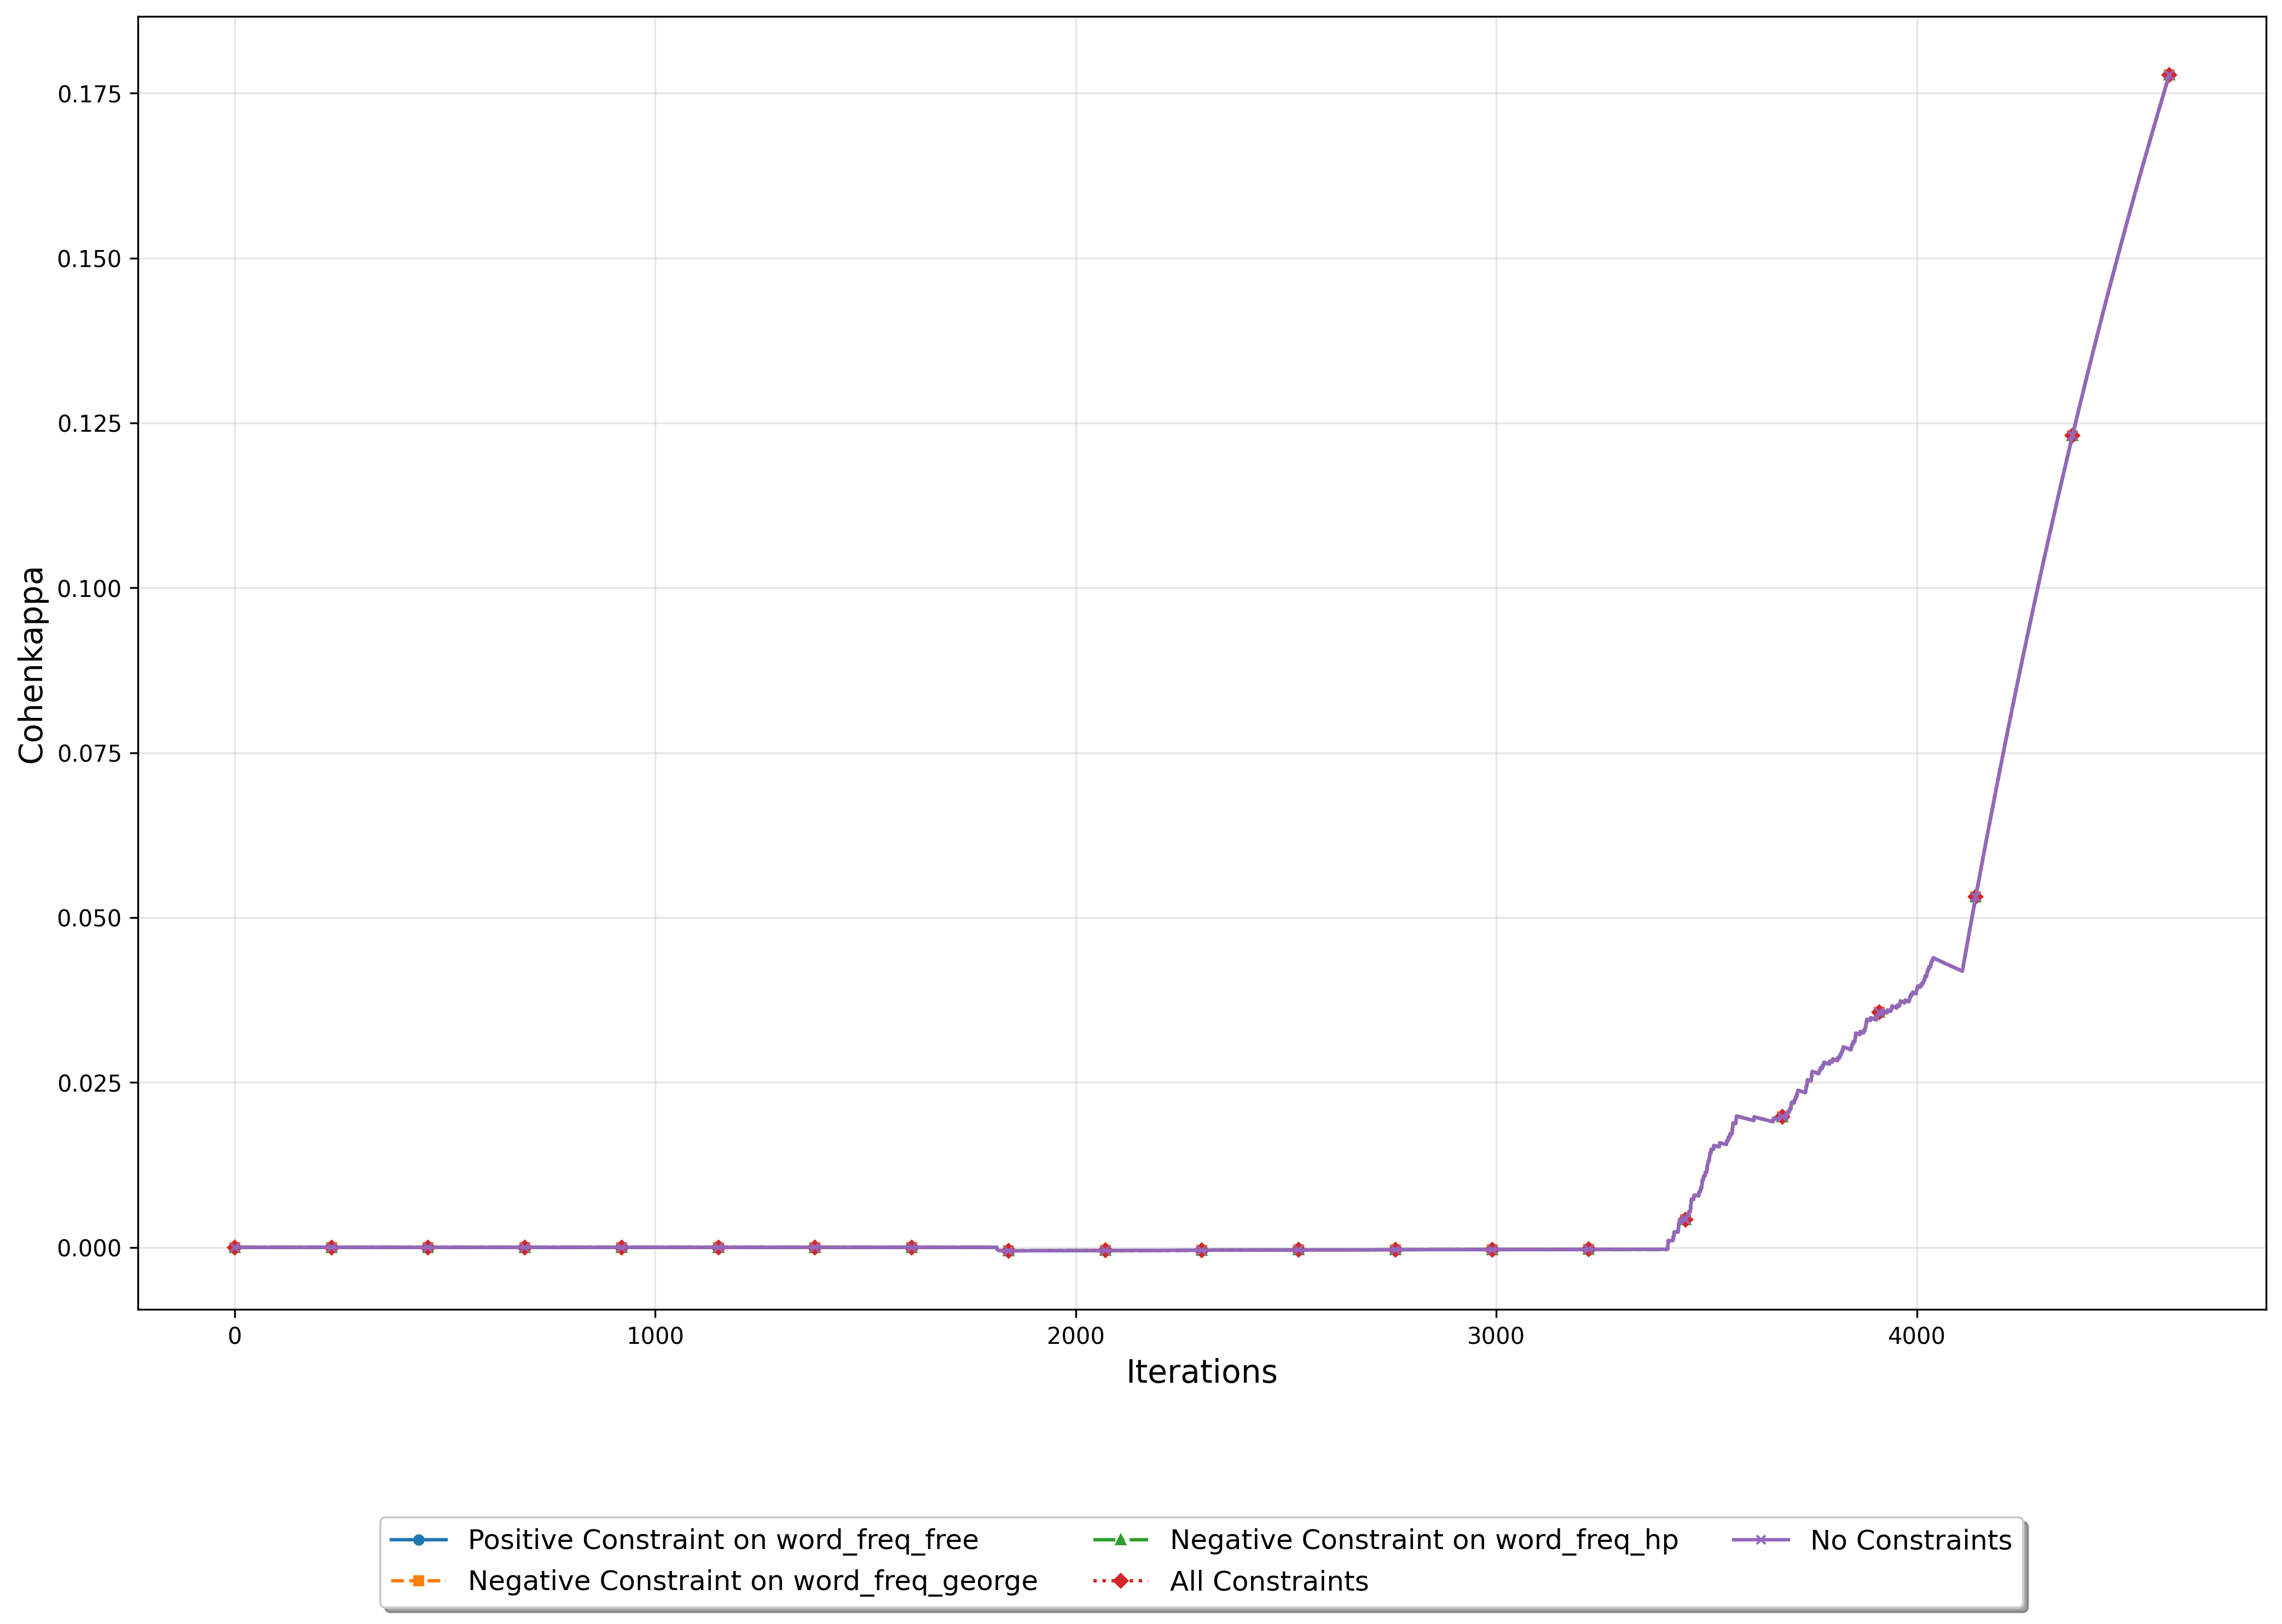 0.175
0.150
0.125
0.100
0.075
0.050
0.025
0.000
Cohenkappa
0 1000 2000 3000 4000
Iterations
Positive Constraint on word_freq_free
Negative Constraint on word_freq_george
Negative Constraint on word_freq_hp
All Constraints
No Constraints